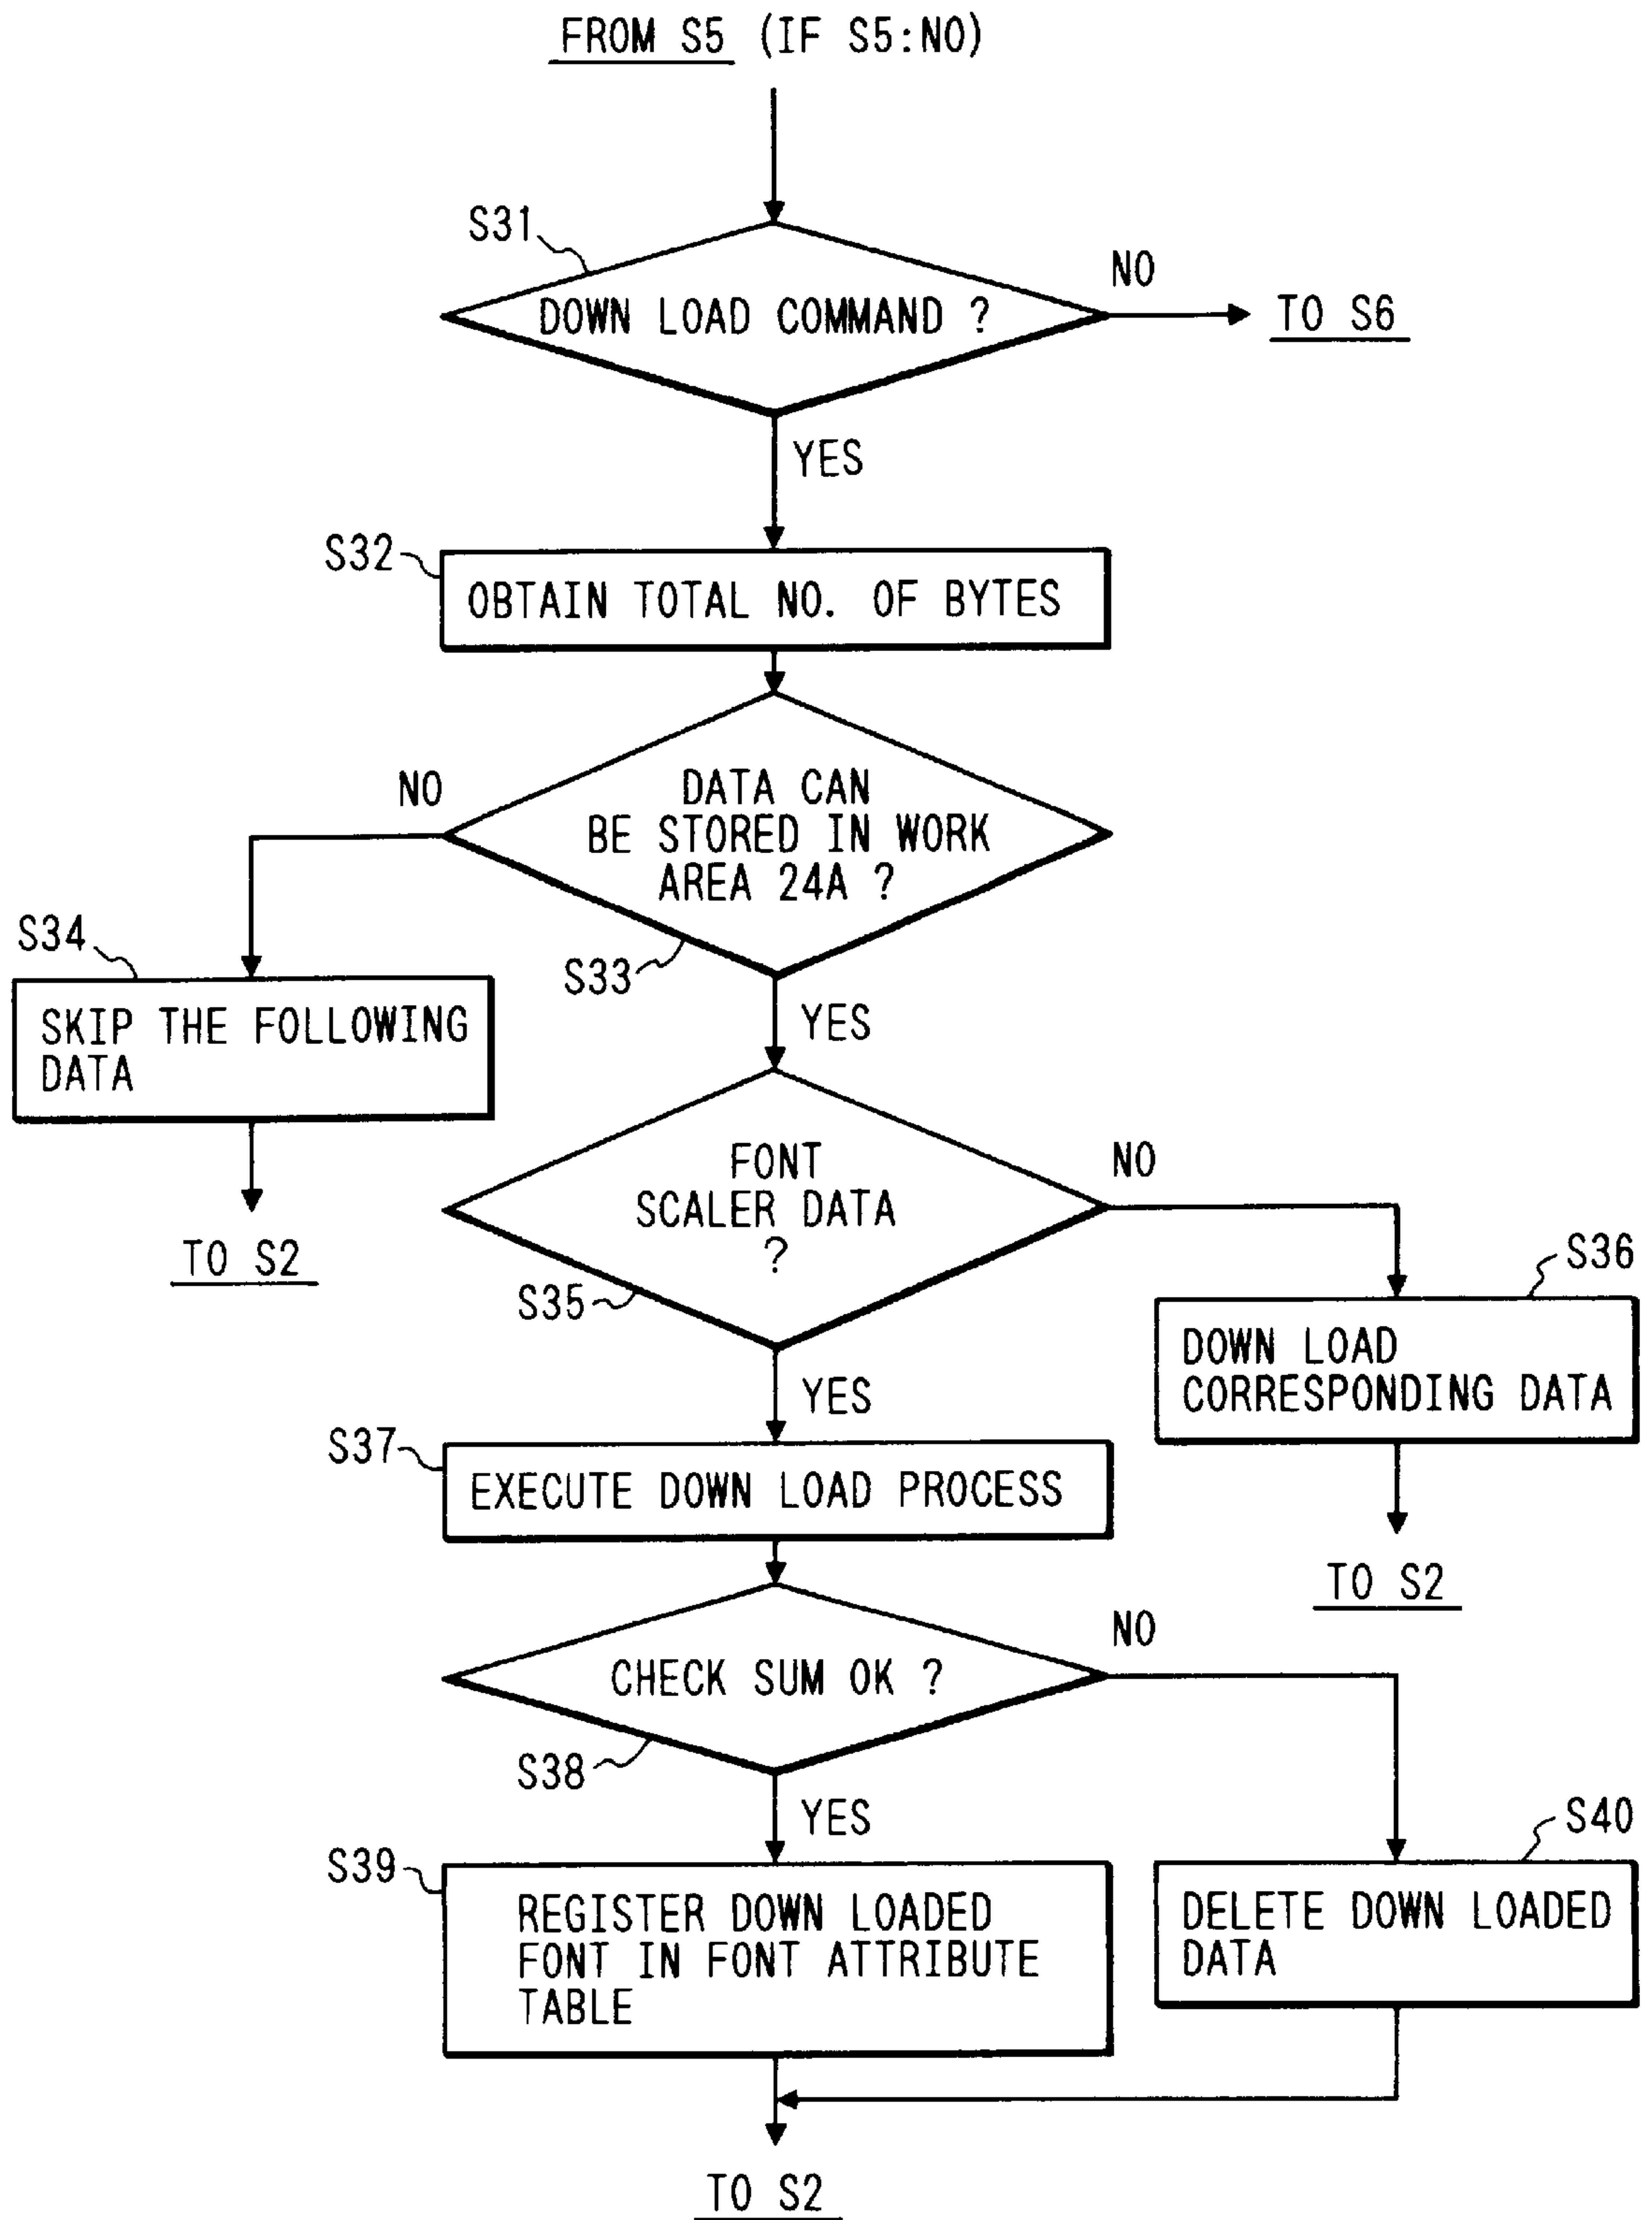 FROM S5 (IF S5:NO)
S31
NO
DOWN LOAD COMMAND ?
TO S6
YES
S32
OBTAIN TOTAL NO. OF BYTES
NO
DATA CAN
BE STORED IN WORK
AREA 24A ?
S34
S33
SKIP THE FOLLOWING
DATA
YES
TO S2
FONT
SCALER DATA
?
NO
S35
S36
DOWN LOAD
CORRESPONDING DATA
YES
TO S2
S37
EXECUTE DOWN LOAD PROCESS
NO
CHECK SUM OK ?
S38
YES
S40
S39
REGISTER DOWN LOADED
FONT IN FONT ATTRIBUTE
TABLE
DELETE DOWN LOADED
DATA
TO S2